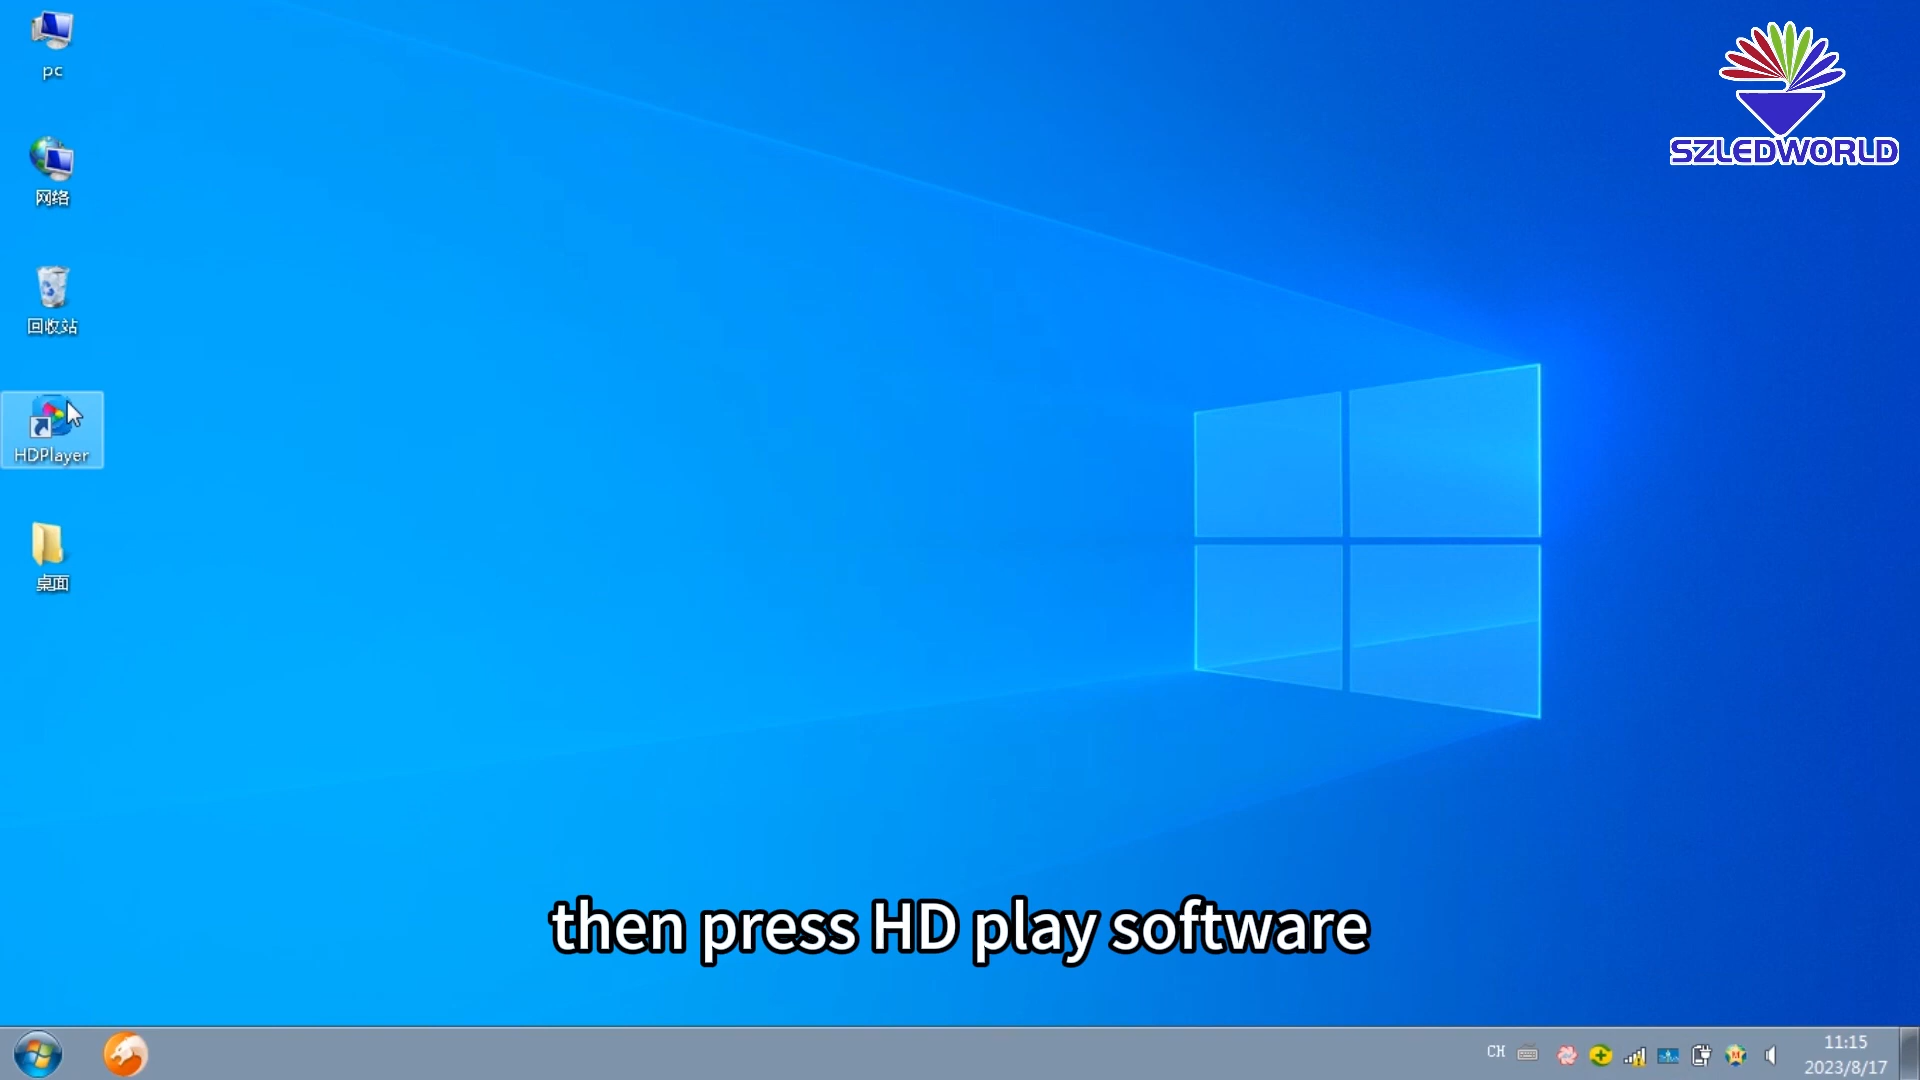 pc
网络
回收站
HDPlayer
桌面
SZLEDWORLD
then press HD play software
CH
11:15
2023/8/17